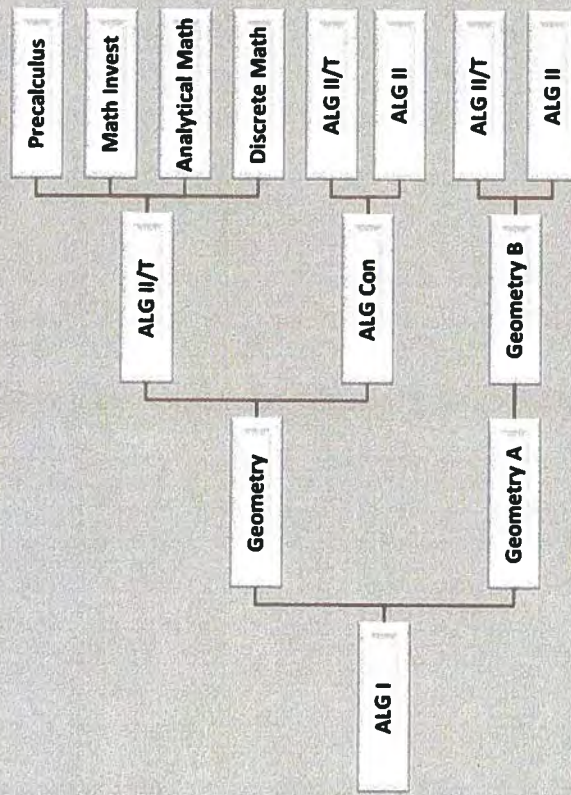 ALG I
Geometry
Geometry A
ALG II/T
ALG Con
Geometry B
Precalculus
Math Invest
Analytical Math
Discrete Math
ALG II/T
ALG II
ALG II/T
ALG II